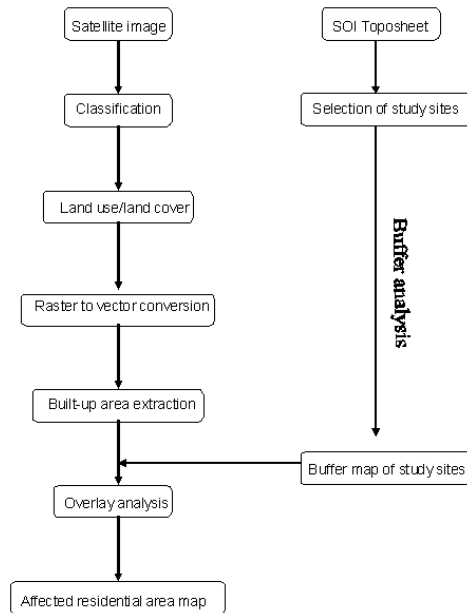 Satellite image
SOI Toposheet
Classification
Selection of study sites
Land use/land cover
Buffer analysis
Raster to vector conversion
Built-up area extraction
Buffer map of study sites
Overlay analysis
Affected residential area map